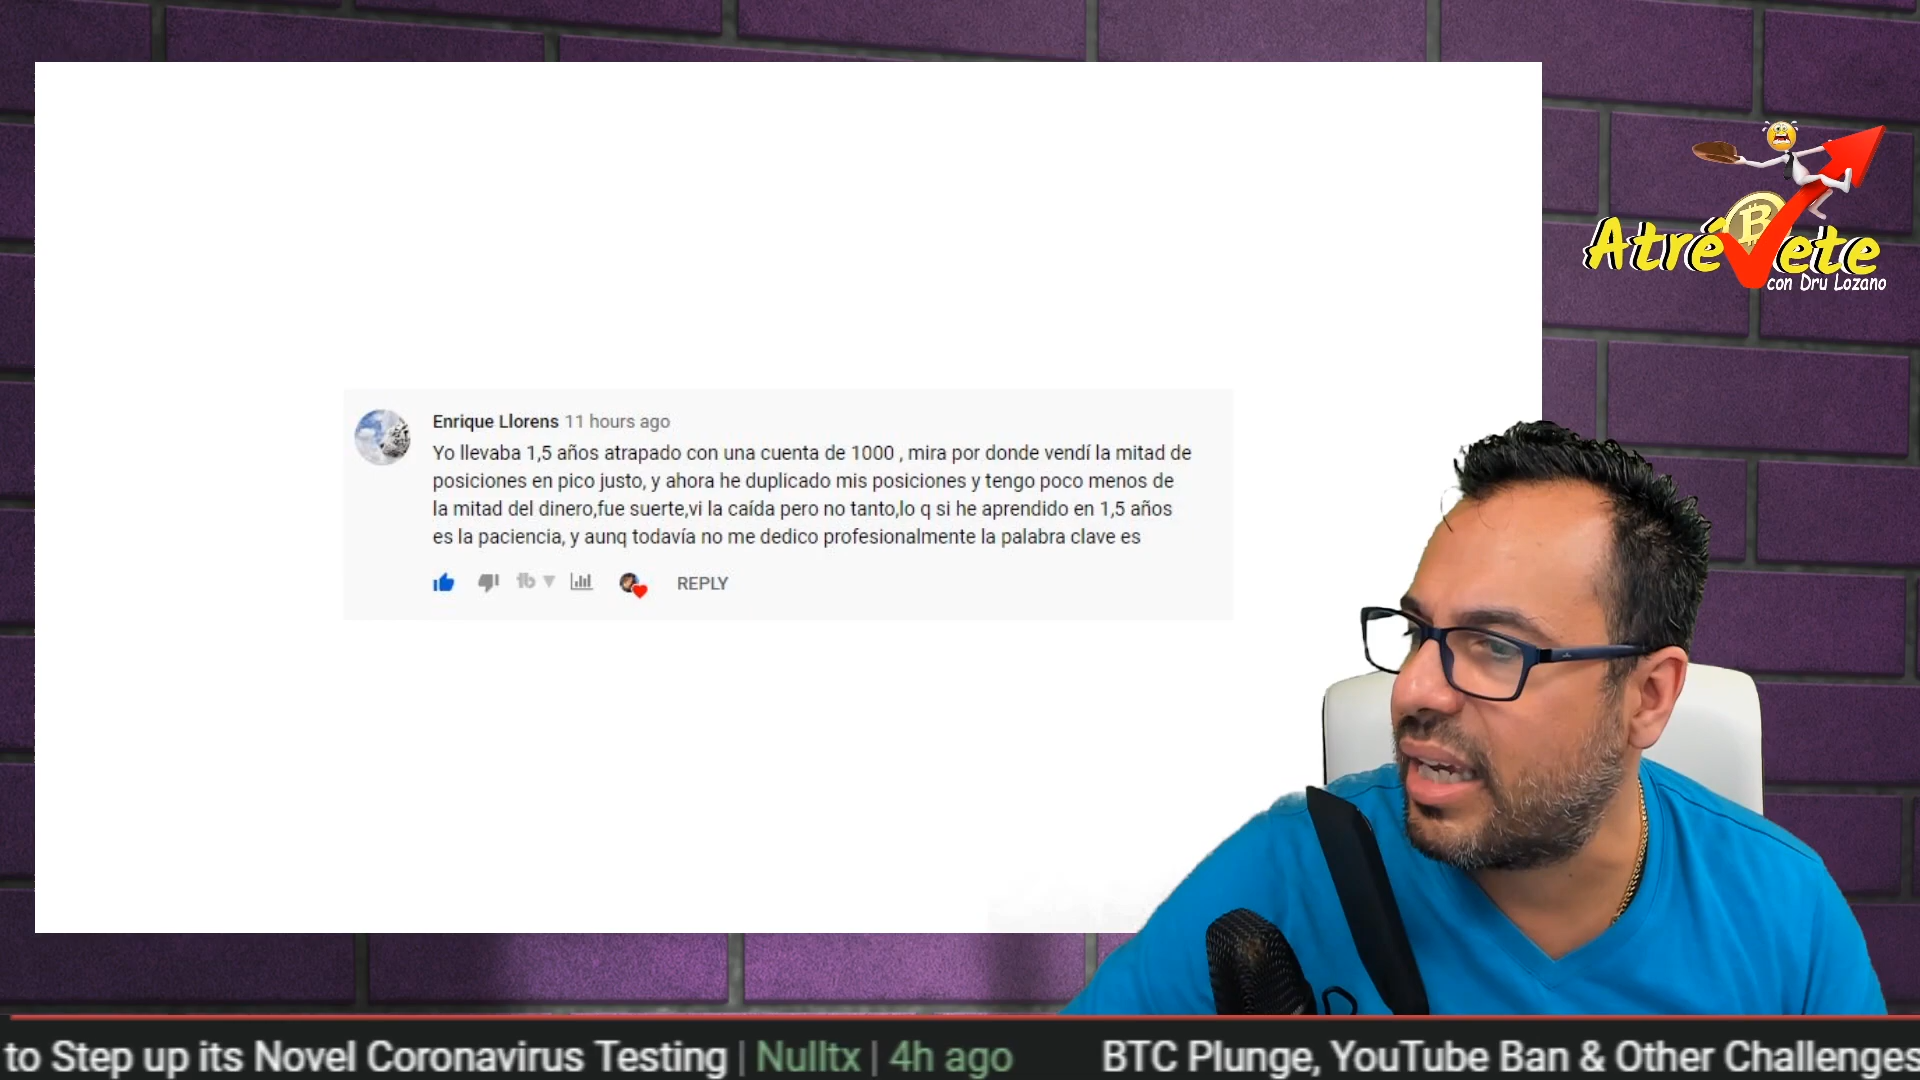 Atrévete
con Dru Lozano
Enrique Llorens 11 hours ago
Yo llevaba 1,5 años atrapado con una cuenta de 1000 , mira por donde vendí la mitad de
posiciones en pico justo, y ahora he duplicado mis posiciones y tengo poco menos de
la mitad del dinero,fue suerte,vi la caída pero no tanto,lo q si he aprendido en 1,5 años
es la paciencia, y aunq todavía no me dedico profesionalmente la palabra clave es
tb
REPLY
to Step up its Novel Coronavirus Testing | Nulltx | 4h ago BTC Plunge, YouTube Ban & Other Challenges